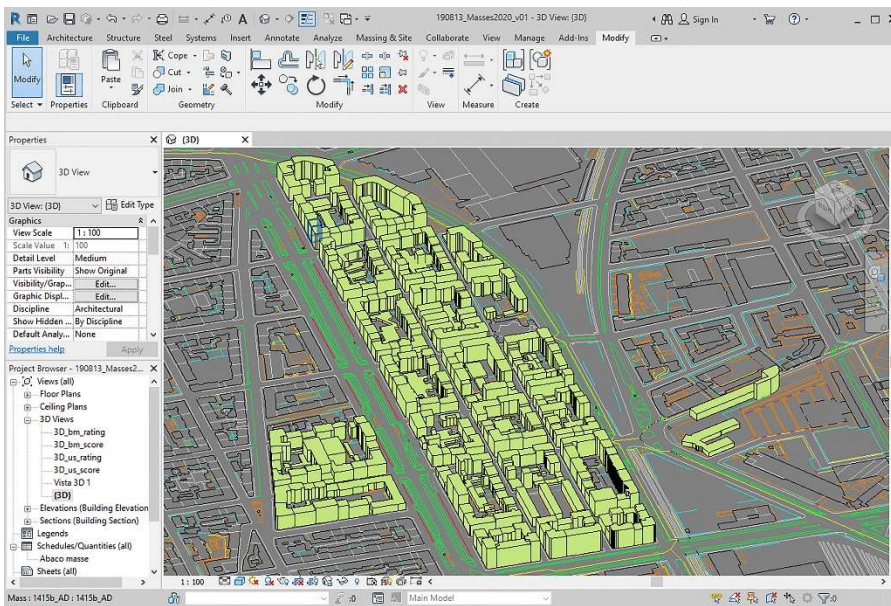 190813_Masses2020_v01 - 3D View: {3D}
Sign In
File Architecture Structure Steel Systems Insert Annotate Analyze Massing & Site Collaborate View Manage Add-Ins Modify
Modify
Paste
Cope
Cut
Join
Select Properties Clipboard Geometry Modify View Measure Create
Properties X
{3D} X
3D View
3D View: {3D} Edit Type
Graphics
View Scale 1 : 100
Scale Value 1: 100
Detail Level Medium
Parts Visibility Show Original
Visibility/Grap... Edit...
Graphic Displ... Edit...
Discipline Architectural
Show Hidden ... By Discipline
Default Analy... None
Properties help Apply
Project Browser - 190813_Masses2... X
Views (all)
Floor Plans
Ceiling Plans
3D Views
3D_bm_rating
3D_bm_score
3D_us_rating
3D_us_score
Vista 3D 1
{3D}
Elevations (Building Elevation
Sections (Building Section)
Legends
Schedules/Quantities (all)
Abaco masse
Sheets (all)
1 : 100
Mass : 1415b_AD : 1415b_AD
:0
Main Model
:0